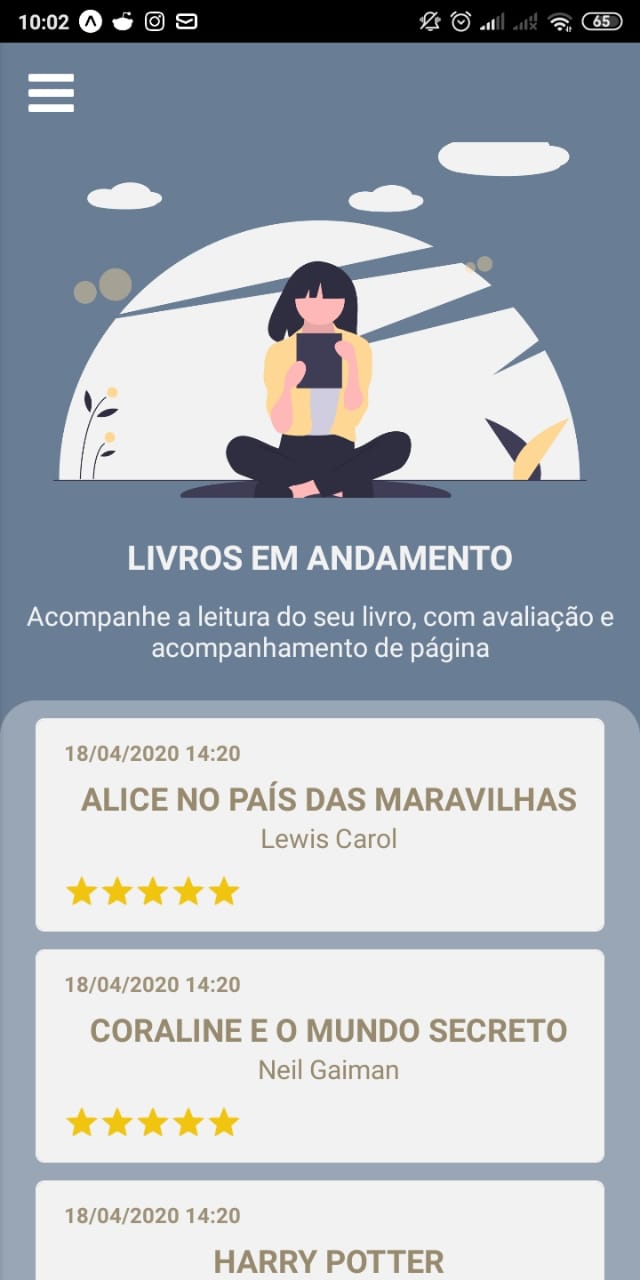 10:02
65
LIVROS EM ANDAMENTO
Acompanhe a leitura do seu livro, com avaliação e
acompanhamento de página
18/04/2020 14:20
ALICE NO PAÍS DAS MARAVILHAS
Lewis Carol
18/04/2020 14:20
CORALINE E O MUNDO SECRETO
Neil Gaiman
18/04/2020 14:20
HARRY POTTER